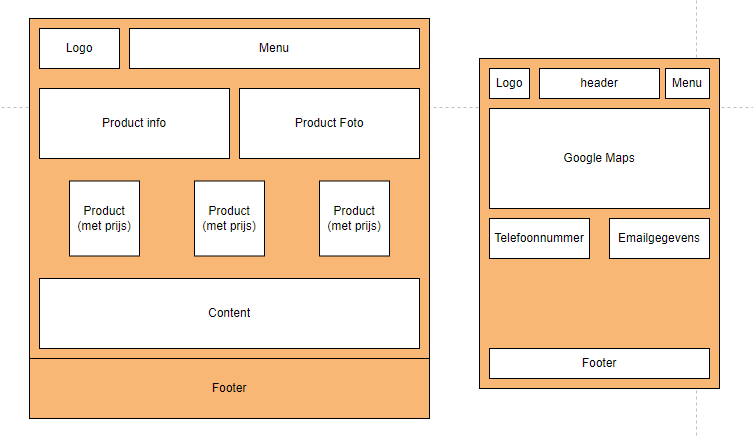 Logo
Menu
Product info
Product Foto
Product
(met prijs)
Product
(met prijs)
Product
(met prijs)
Content
Footer
Logo
header
Menu
Google Maps
Telefoonnummer
Emailgegevens
Footer